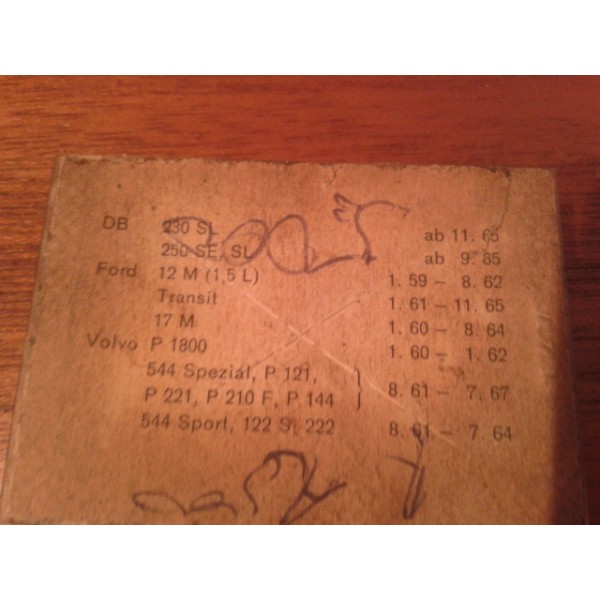 DB 230 SL ab 11. 65
250 SE, SL ab 9. 65
Ford 12 M (1,5 L) 1. 59 – 8. 62
Transit 1. 61 – 11. 65
17 M 1. 60 – 8. 64
Volvo P 1800 1. 60 – 1. 62
544 Spezial, P 121,
P 221, P 210 F, P 144 } 8. 61 – 7. 67
544 Sport, 122 S, 222 8. 61 – 7. 64